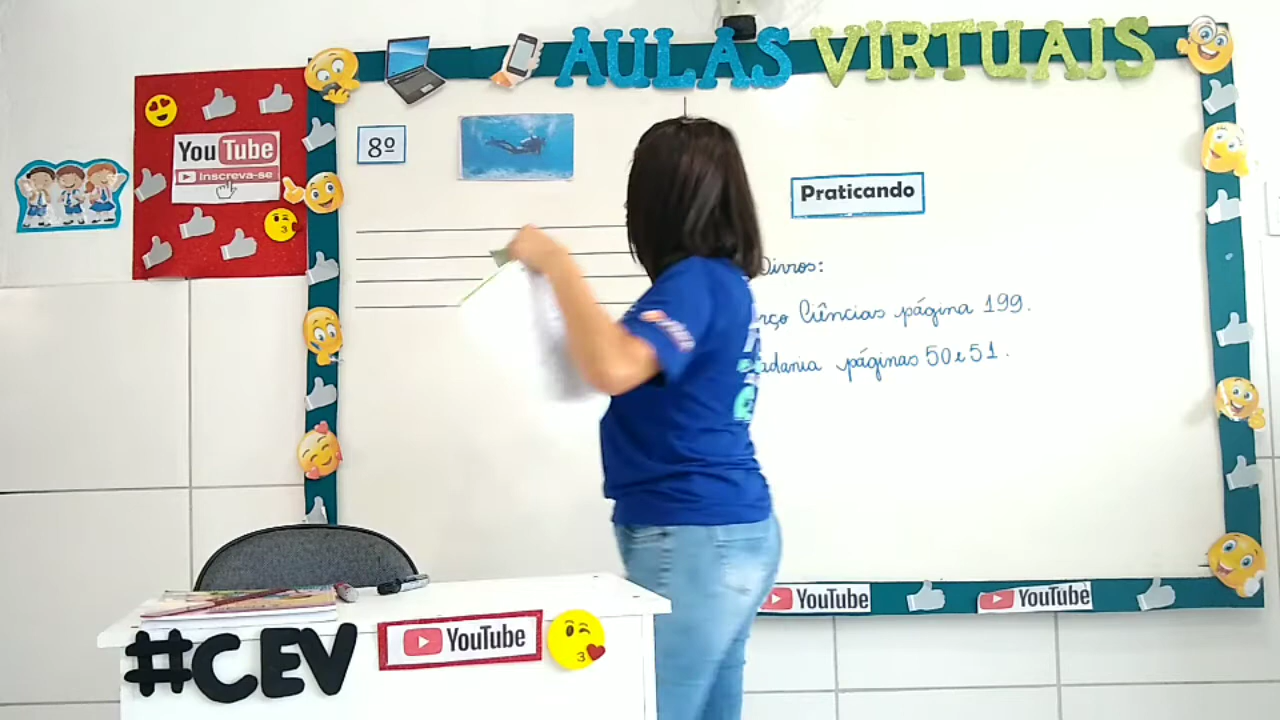 AULAS VIRTUAIS
YouTube
Inscreva-se
8º
Praticando
Livros:
Ciências página 199.
páginas 50 e 51.
YouTube
YouTube
YouTube
#CEV